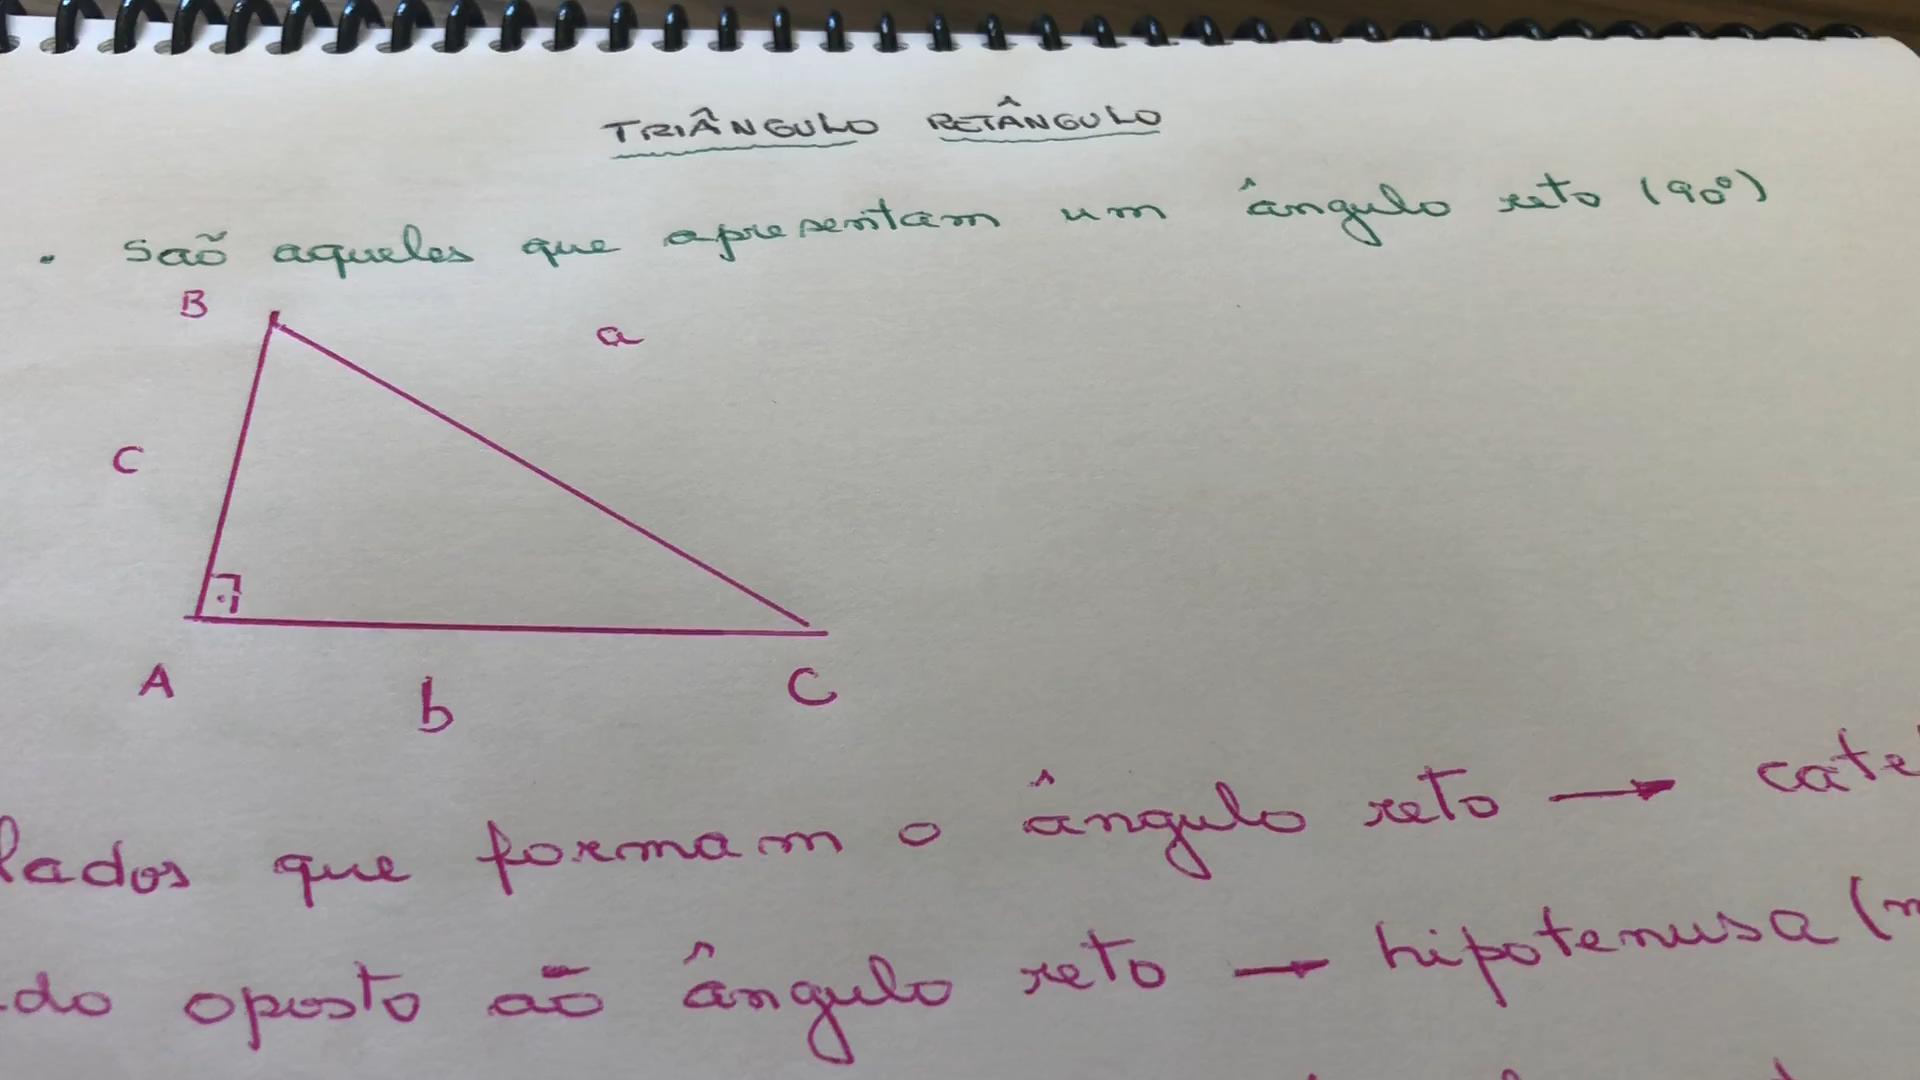 TRIÂNGULO RETÂNGULO
• São aqueles que apresentam um ângulo reto (90°)
B
a
c
A
b
C
lados que formam o ângulo reto → cate
do oposto aõ ângulo reto → hipotenusa (m